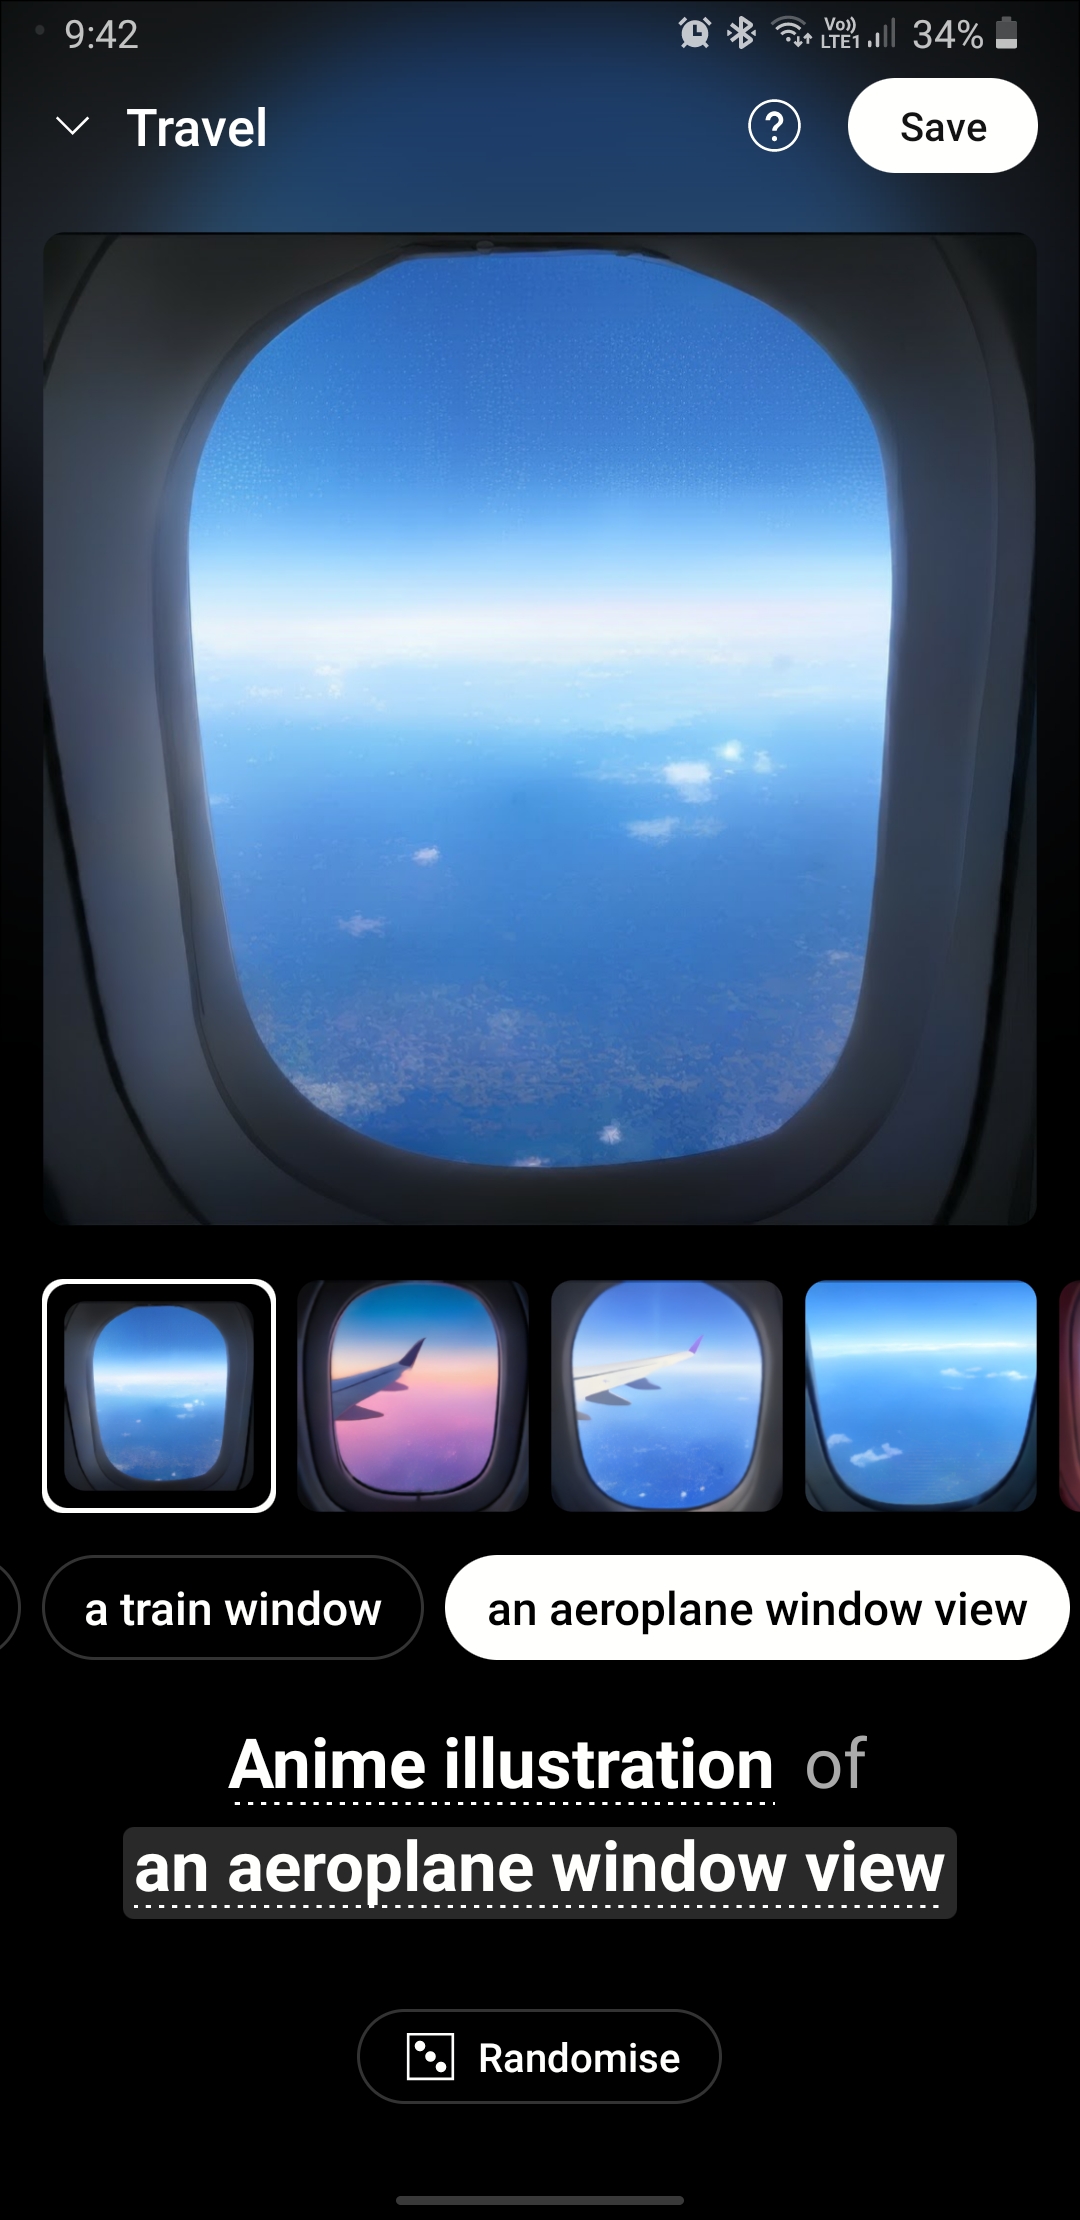 9:42
Vo))
LTE1
34%
Travel
?
Save
a train window
an aeroplane window view
Anime illustration of
an aeroplane window view
Randomise